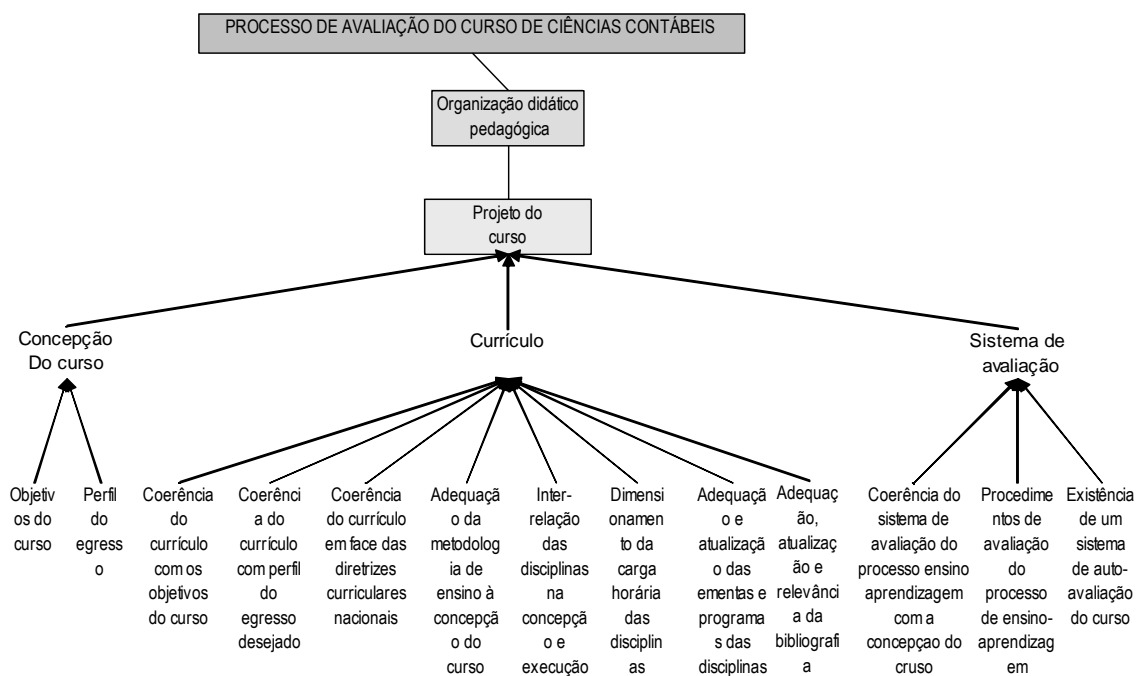 PROCESSO DE AVALIAÇÃO DO CURSO DE CIÊNCIAS CONTÁBEIS
Organização didático
pedagógica
Projeto do
curso
Concepção
Do curso
Currículo
Sistema de
avaliação
Objetiv
os do
curso
Perfil
do
egress
o
Coerência
do
currículo
com os
objetivos
do curso
Coerênci
a do
currículo
com perfil
do
egresso
desejado
Coerência
do currículo
em face das
diretrizes
curriculares
nacionais
Adequaçã
o da
metodolog
ia de
ensino à
concepçã
o do
curso
Inter-
relação
das
disciplinas
na
concepçã
o e
execução
Dimensi
onamen
to da
carga
horária
das
disciplin
as
Adequaçã
o e
atualizaçã
o das
ementas e
programa
s das
disciplinas
Adequaç
ão,
atualizaç
ão e
relevânci
a da
bibliografi
a
Coerência do
sistema de
avaliação do
processo ensino
aprendizagem
com a
concepçao do
cruso
Procedime
ntos de
avaliação
do
processo
de ensino-
aprendizag
em
Existência
de um
sistema
de auto-
avaliação
do curso